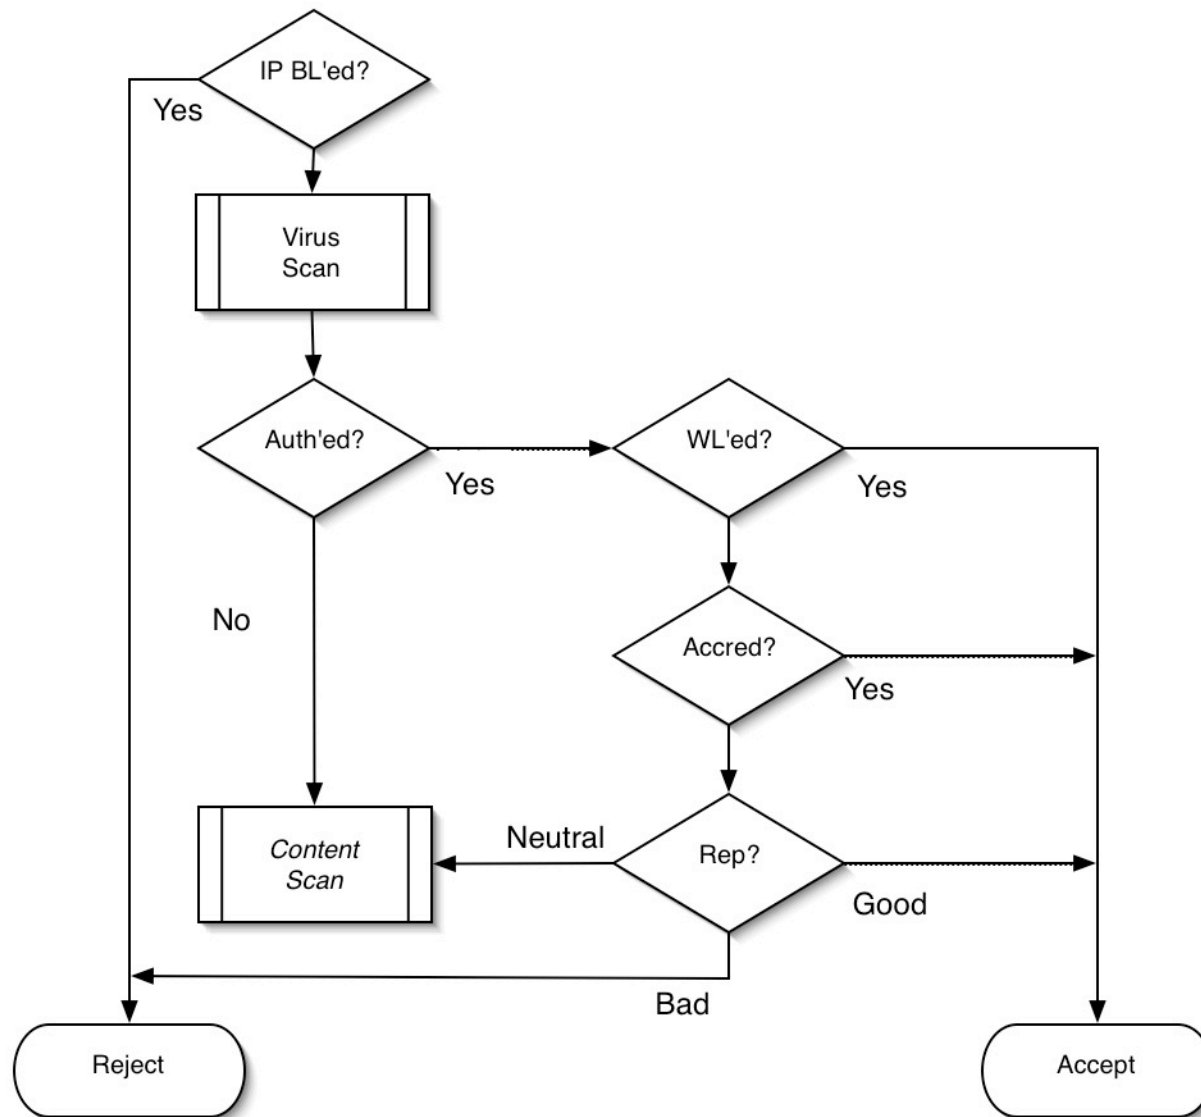 IP BL'ed?
Yes
Virus
Scan
Auth'ed?
Yes
WL'ed?
Yes
No
Accred?
Yes
Content
Scan
Neutral
Rep?
Good
Bad
Reject
Accept